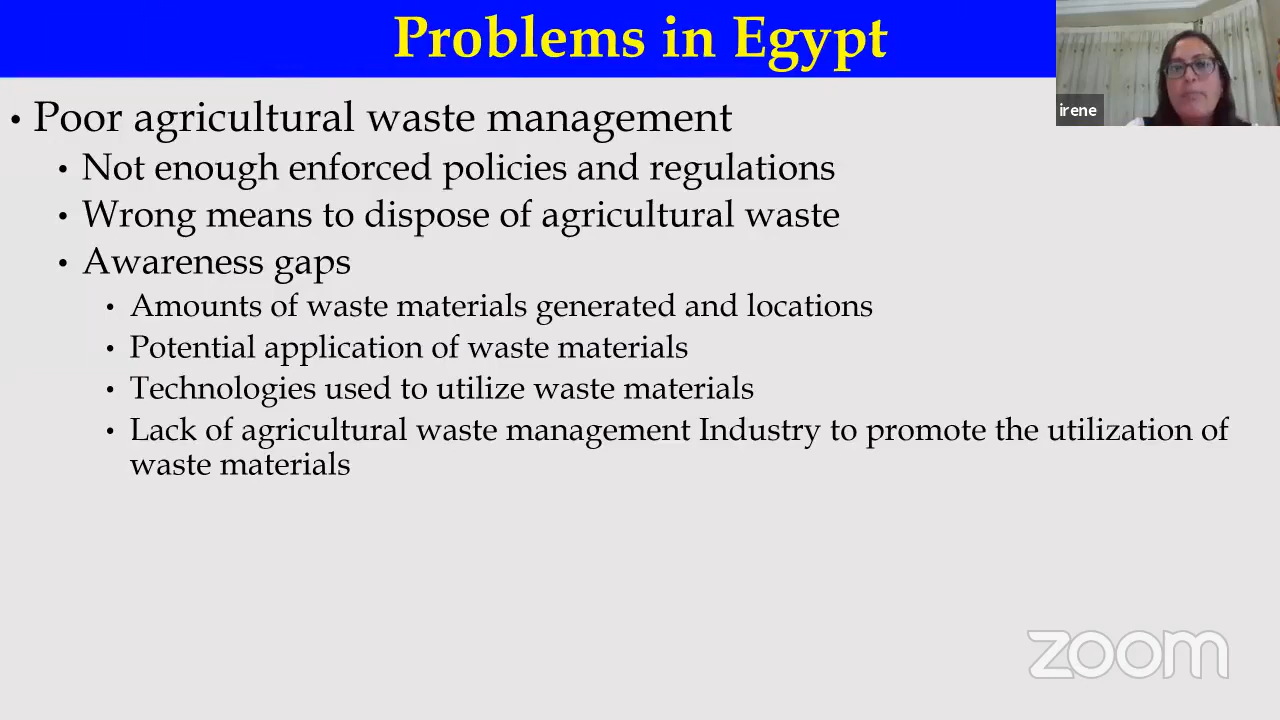 Problems in Egypt
irene
• Poor agricultural waste management
• Not enough enforced policies and regulations
• Wrong means to dispose of agricultural waste
• Awareness gaps
• Amounts of waste materials generated and locations
• Potential application of waste materials
• Technologies used to utilize waste materials
• Lack of agricultural waste management Industry to promote the utilization of
waste materials
zoom